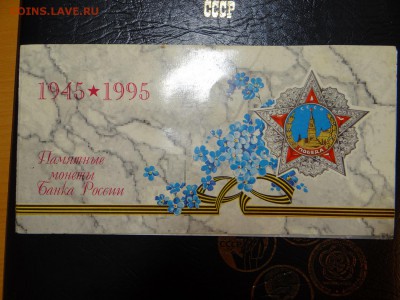 COINS.LAVE.RU
СССР
1945★1995
Памятные
монеты
Банка России
ПОБЕДА